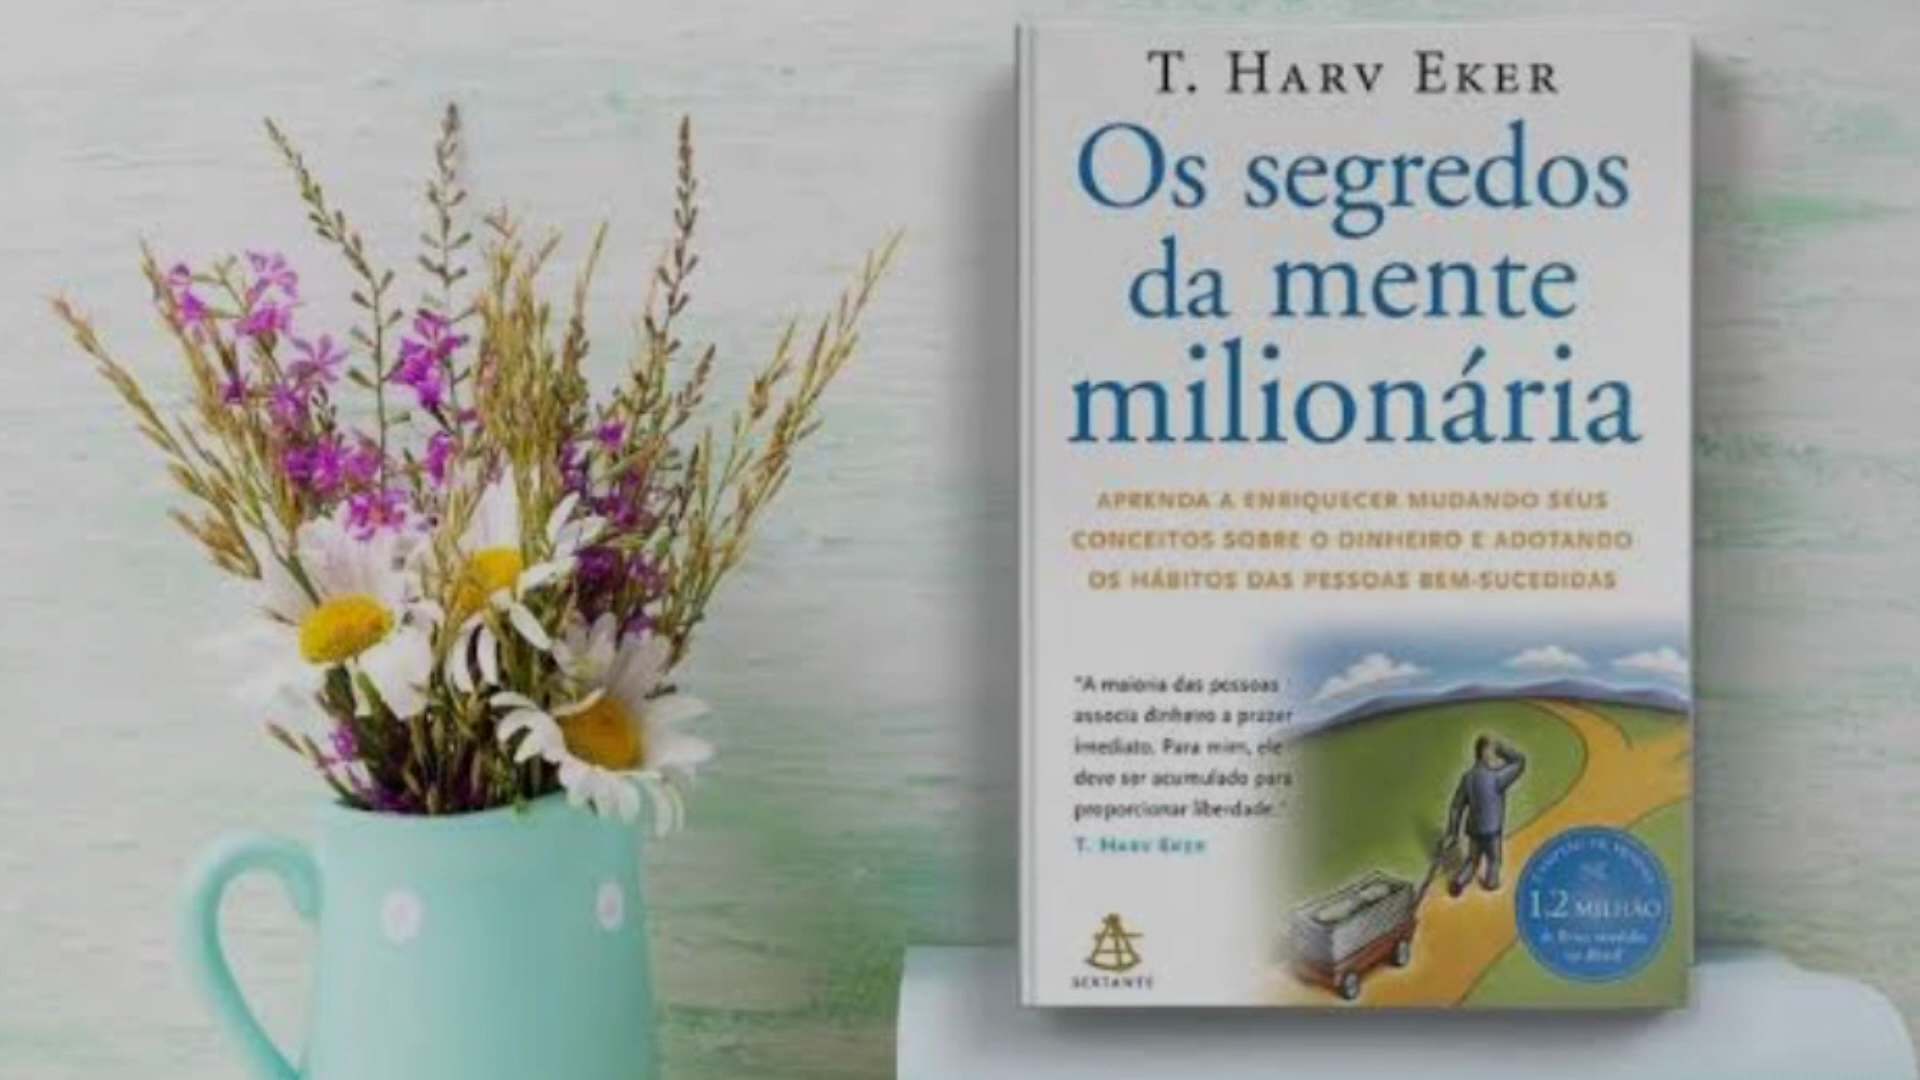 T. HARV EKER
Os segredos
da mente
milionária
APRENDA A ENRIQUECER MUDANDO SEUS
CONCEITOS SOBRE O DINHEIRO E ADOTANDO
OS HÁBITOS DAS PESSOAS BEM-SUCEDIDAS
"A maioria das pessoas
associa dinheiro a prazer
imediato. Para mim, ele
deve ser acumulado para
proporcionar liberdade."
T. HARV EKER
SEXTANTE
1,2 MILHÃO